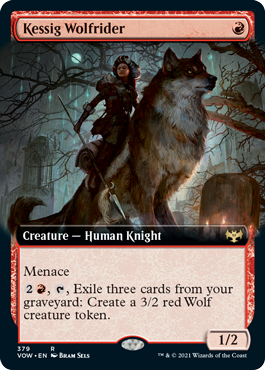 Kessig Wolfrider
Creature — Human Knight
Menace
2 R, T, Exile three cards from your
graveyard: Create a 3/2 red Wolf
creature token.
1/2
379 R
VOW • EN BRAM SELS
™ & © 2021 Wizards of the Coast